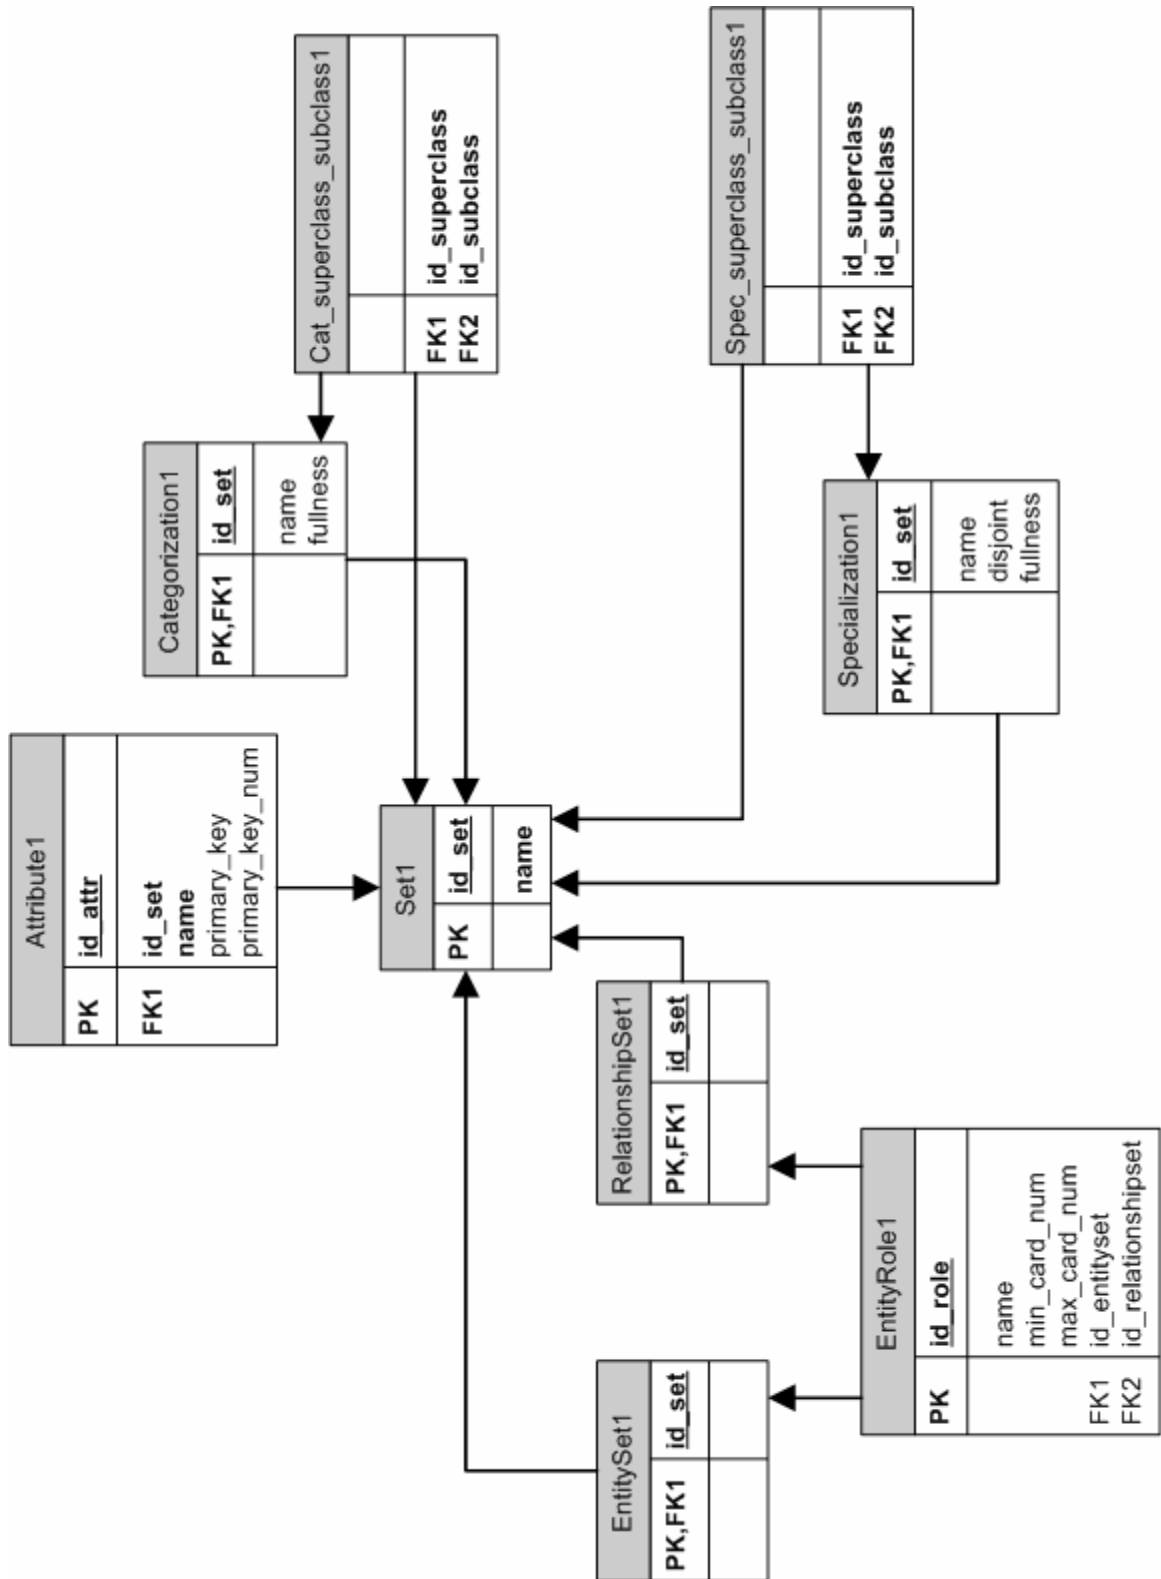 Attribute1
PK id_attr
FK1 id_set
name
primary_key
primary_key_num
Categorization1
PK,FK1 id_set
name
fullness
Cat_superclass_subclass1
FK1 id_superclass
FK2 id_subclass
Set1
PK id_set
name
EntitySet1
PK,FK1 id_set
RelationshipSet1
PK,FK1 id_set
Spec_superclass_subclass1
FK1 id_superclass
FK2 id_subclass
Specialization1
PK,FK1 id_set
name
disjoint
fullness
EntityRole1
PK id_role
name
min_card_num
max_card_num
FK1 id_entityset
FK2 id_relationshipset